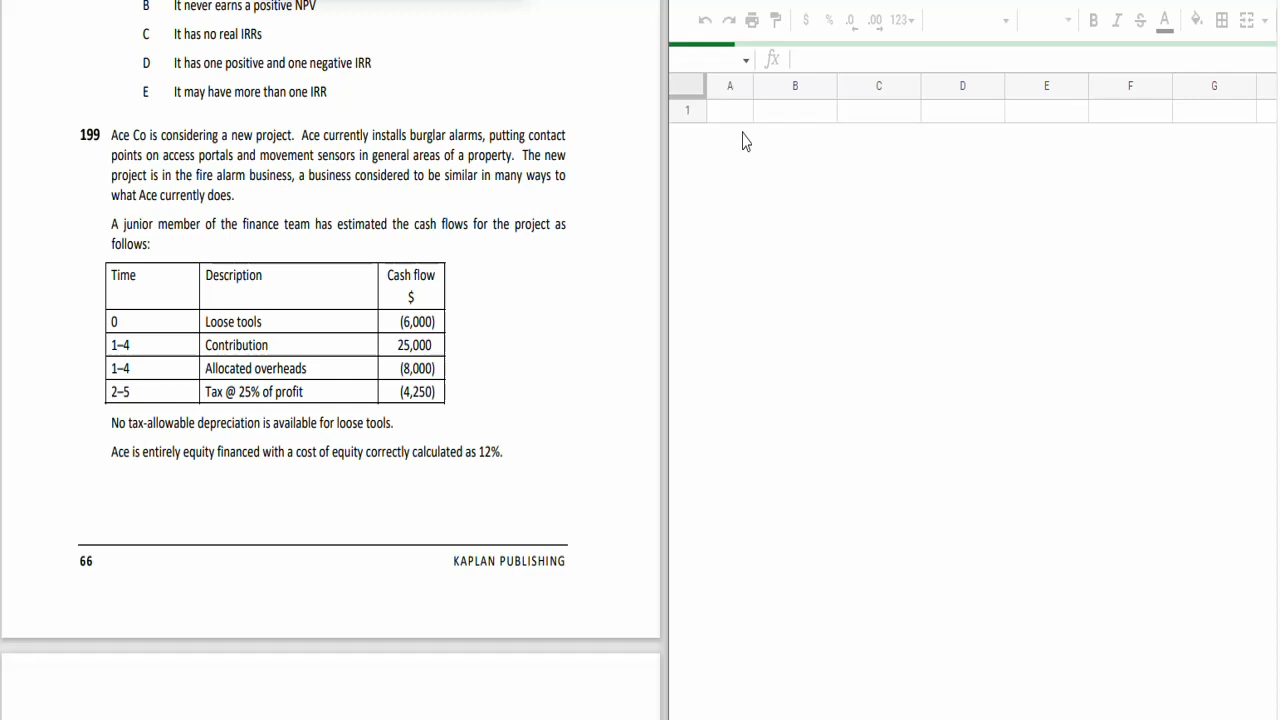 B It never earns a positive NPV
C It has no real IRRs
D It has one positive and one negative IRR
E It may have more than one IRR
199 Ace Co is considering a new project. Ace currently installs burglar alarms, putting contact
points on access portals and movement sensors in general areas of a property. The new
project is in the fire alarm business, a business considered to be similar in many ways to
what Ace currently does.
A junior member of the finance team has estimated the cash flows for the project as
follows:
Time Description Cash flow
$
0 Loose tools (6,000)
1–4 Contribution 25,000
1–4 Allocated overheads (8,000)
2–5 Tax @ 25% of profit (4,250)
No tax-allowable depreciation is available for loose tools.
Ace is entirely equity financed with a cost of equity correctly calculated as 12%.
66 KAPLAN PUBLISHING
$ % .0 .00 123 B I S A
fx
A B C D E F G
1